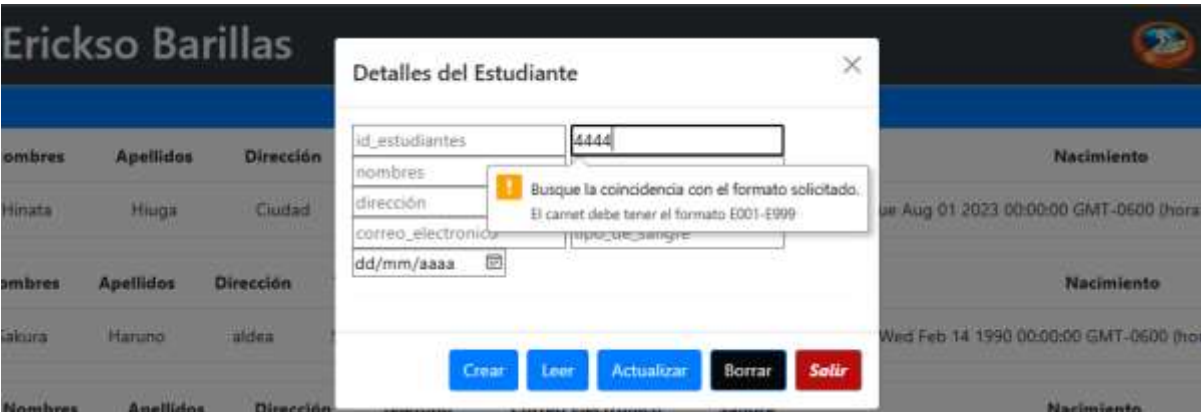 Erickso Barillas
Detalles del Estudiante
id_estudiantes 4444
ombres Apellidos Dirección nombres Nacimiento
Busque la coincidencia con el formato solicitado.
El carnet debe tener el formato E001-E999
Hinata Hiuga Ciudad dirección ue Aug 01 2023 00:00:00 GMT-0600 (hora
correo_electronico tipo_de_sangre
dd/mm/aaaa
ombres Apellidos Dirección Nacimiento
Sakura Haruno aldea Wed Feb 14 1990 00:00:00 GMT-0600 (ho
Crear Leer Actualizar Borrar Salir
Nombres Apellidos Dirección Nacimiento